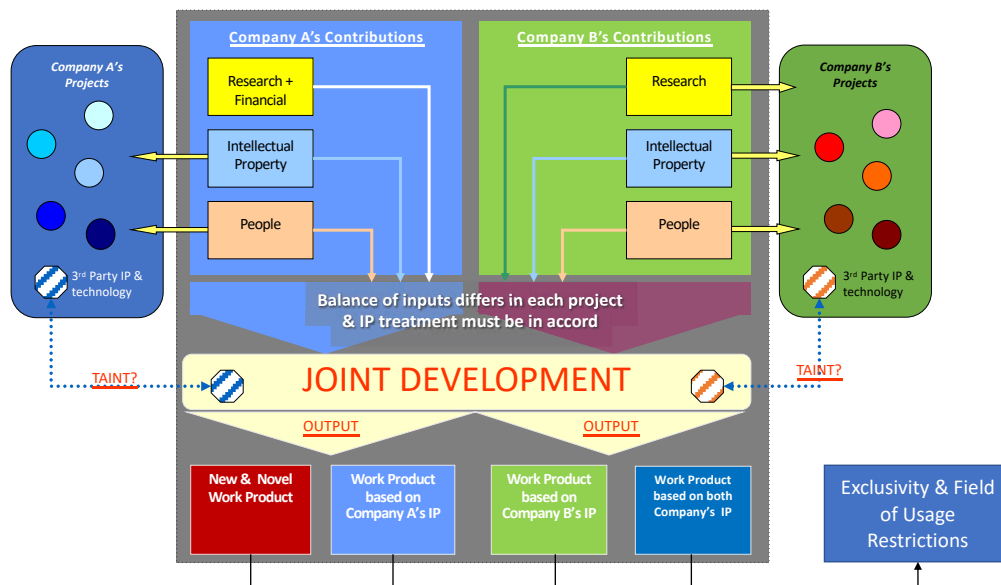 Company A's Contributions
Company B's Contributions
Company A's
Projects
Company B's
Projects
Research +
Financial
Research
Intellectual
Property
Intellectual
Property
People
People
3rd Party IP &
technology
3rd Party IP &
technology
Balance of inputs differs in each project
& IP treatment must be in accord
TAINT?
JOINT DEVELOPMENT
TAINT?
OUTPUT
OUTPUT
New & Novel
Work Product
Work Product
based on
Company A's IP
Work Product
based on
Company B's IP
Work Product
based on both
Company's IP
Exclusivity & Field
of Usage
Restrictions